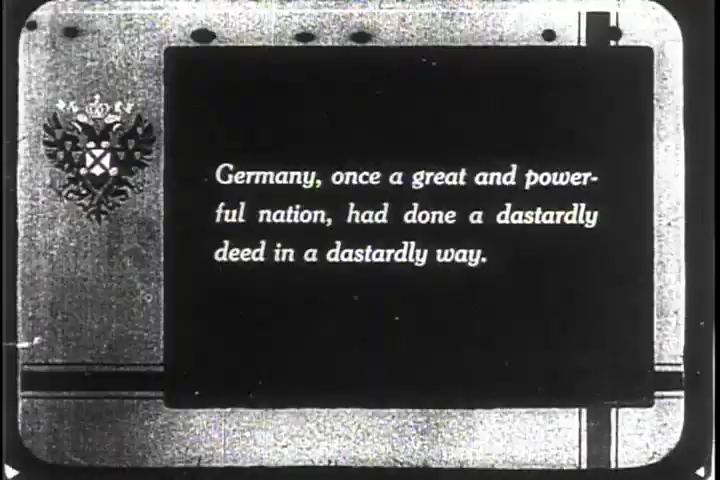 Germany, once a great and power-
ful nation, had done a dastardly
deed in a dastardly way.